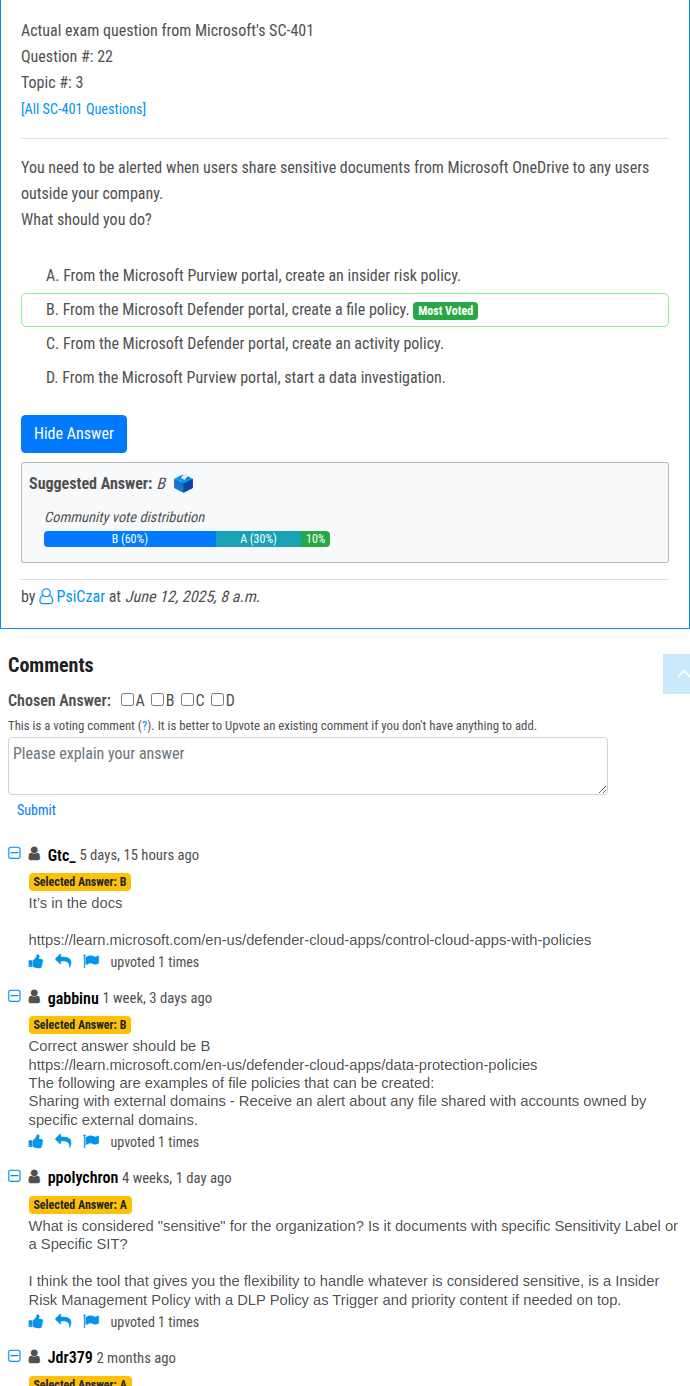 Actual exam question from Microsoft's SC-401
Question #: 22
Topic #: 3
[All SC-401 Questions]
You need to be alerted when users share sensitive documents from Microsoft OneDrive to any users
outside your company.
What should you do?
A. From the Microsoft Purview portal, create an insider risk policy.
B. From the Microsoft Defender portal, create a file policy. Most Voted
C. From the Microsoft Defender portal, create an activity policy.
D. From the Microsoft Purview portal, start a data investigation.
Hide Answer
Suggested Answer: B
Community vote distribution
B (60%) A (30%) 10%
by PsiCzar at June 12, 2025, 8 a.m.
Comments
Chosen Answer: A B C D
This is a voting comment (?). It is better to Upvote an existing comment if you don't have anything to add.
Please explain your answer
Submit
Gtc_ 5 days, 15 hours ago
Selected Answer: B
It's in the docs
https://learn.microsoft.com/en-us/defender-cloud-apps/control-cloud-apps-with-policies
upvoted 1 times
gabbinu 1 week, 3 days ago
Selected Answer: B
Correct answer should be B
https://learn.microsoft.com/en-us/defender-cloud-apps/data-protection-policies
The following are examples of file policies that can be created:
Sharing with external domains - Receive an alert about any file shared with accounts owned by
specific external domains.
upvoted 1 times
ppolychron 4 weeks, 1 day ago
Selected Answer: A
What is considered "sensitive" for the organization? Is it documents with specific Sensitivity Label or
a Specific SIT?
I think the tool that gives you the flexibility to handle whatever is considered sensitive, is a Insider
Risk Management Policy with a DLP Policy as Trigger and priority content if needed on top.
upvoted 1 times
Jdr379 2 months ago
Selected Answer: A